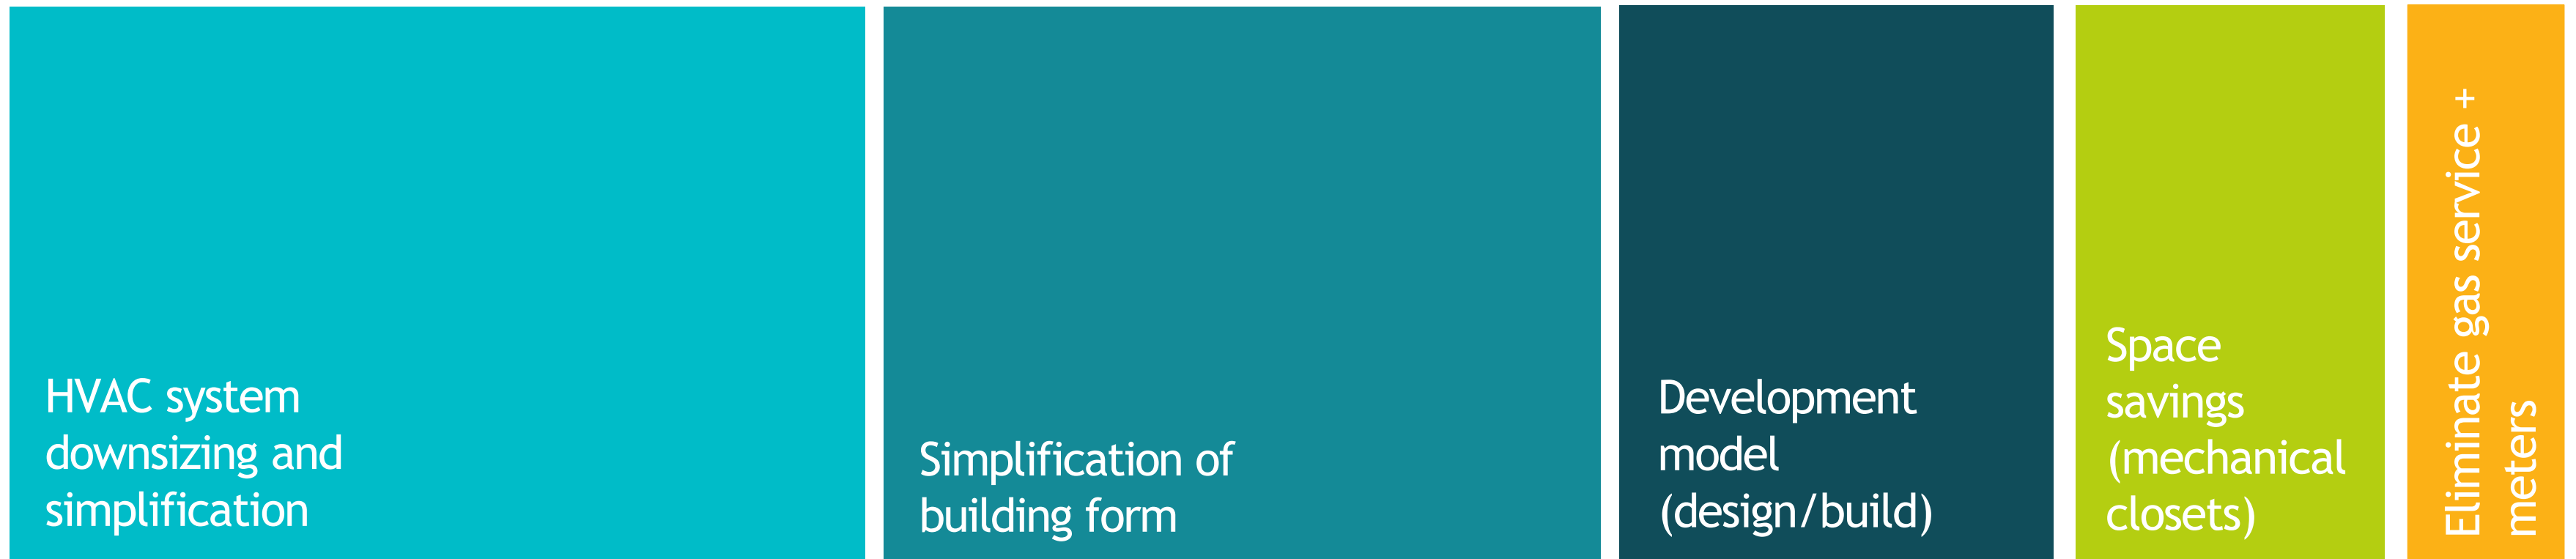 HVAC system
downsizing and
simplification
Simplification of
building form
Development
model
(design/build)
Space
savings
(mechanical
closets)
Eliminate gas service +
meters